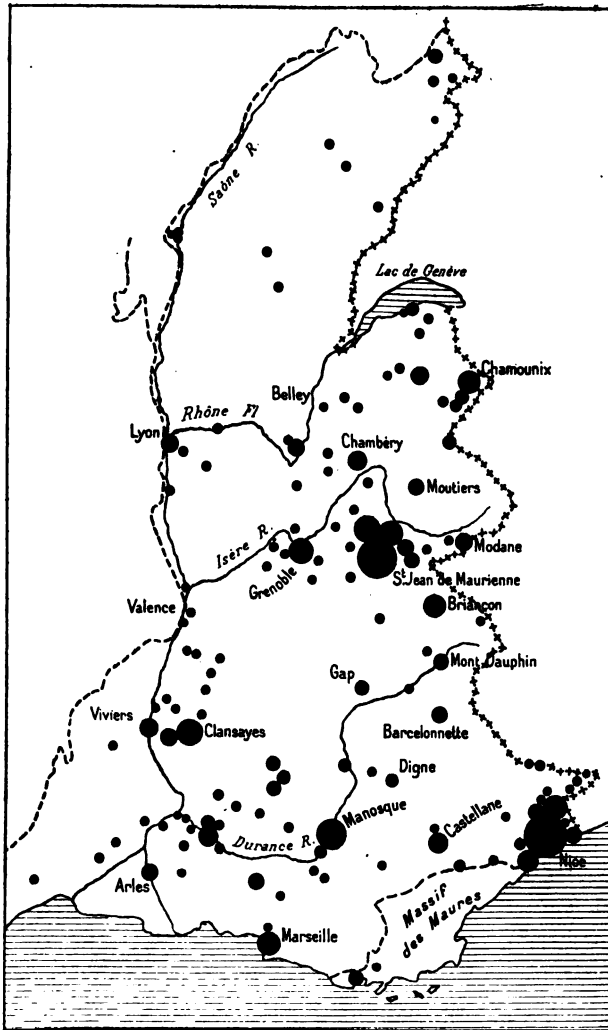 Saône R.
Lac de Genève
Chamounix
Belley
Rhône Fl
Lyon
Chambéry
Moutiers
Isère R.
Modane
Grenoble
St Jean de Maurienne
Valence
Briançon
Mont Dauphin
Gap
Viviers
Clansayes
Barcelonnette
Digne
Manosque
Castellane
Durance R.
Nice
Arles
Massif
des Maures
Marseille